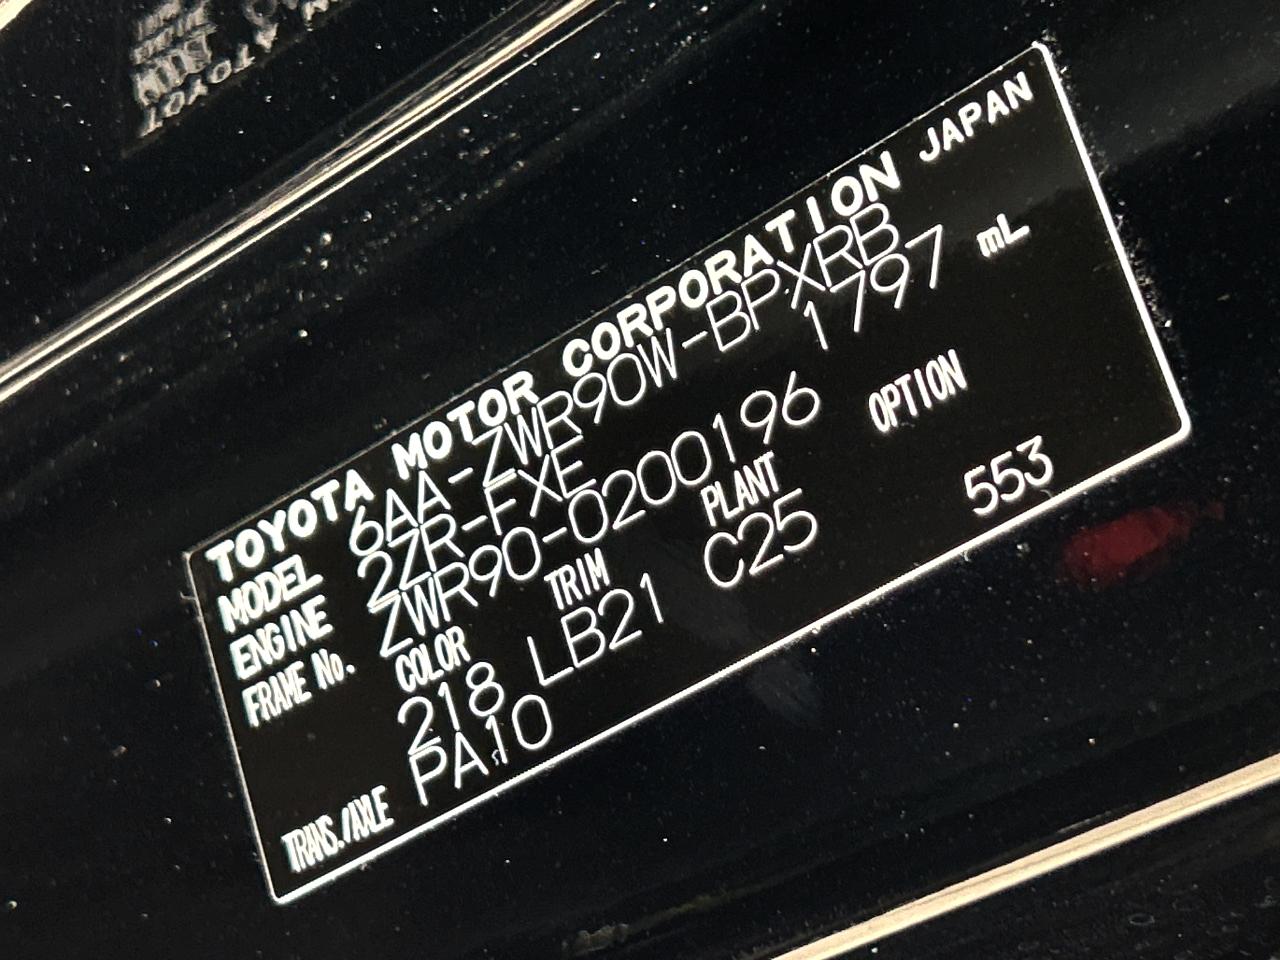 TOYOTA MOTOR CORPORATION JAPAN
MODEL 6AA-ZWR90W-BPXRB
ENGINE 2ZR-FXE 1797 mL
FRAME No. ZWR90-0200196
COLOR TRIM PLANT OPTION
218 LB21 C25 553
TRANS./AXLE PA10